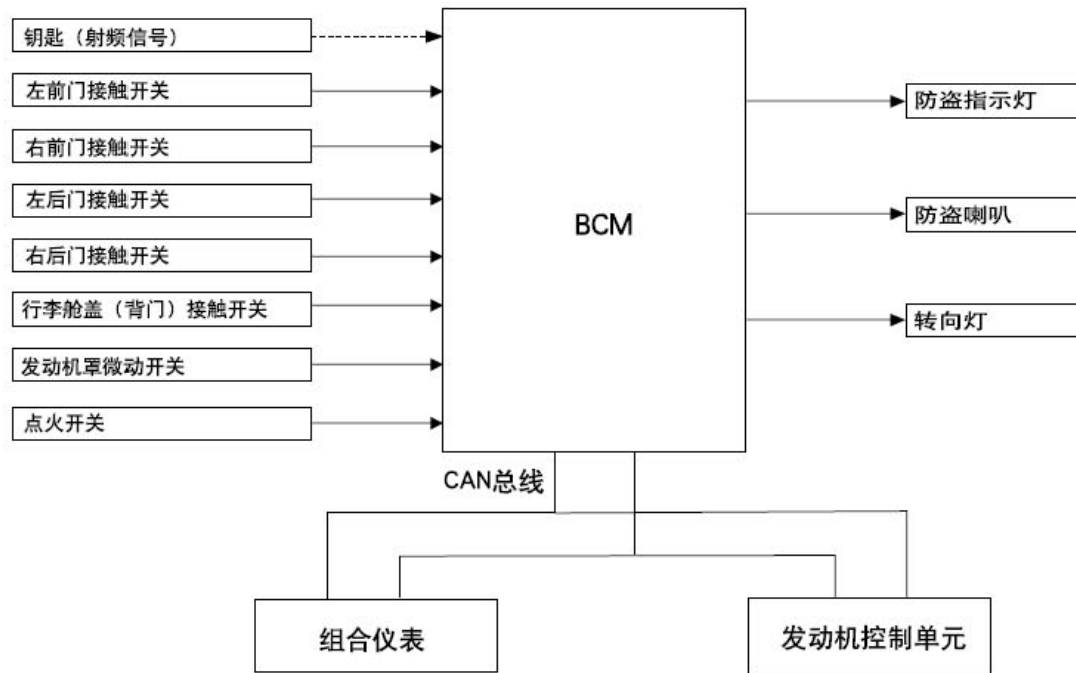 钥匙（射频信号）
左前门接触开关
右前门接触开关
左后门接触开关
右后门接触开关
行李舱盖（背门）接触开关
发动机罩微动开关
点火开关
BCM
防盗指示灯
防盗喇叭
转向灯
CAN总线
组合仪表
发动机控制单元